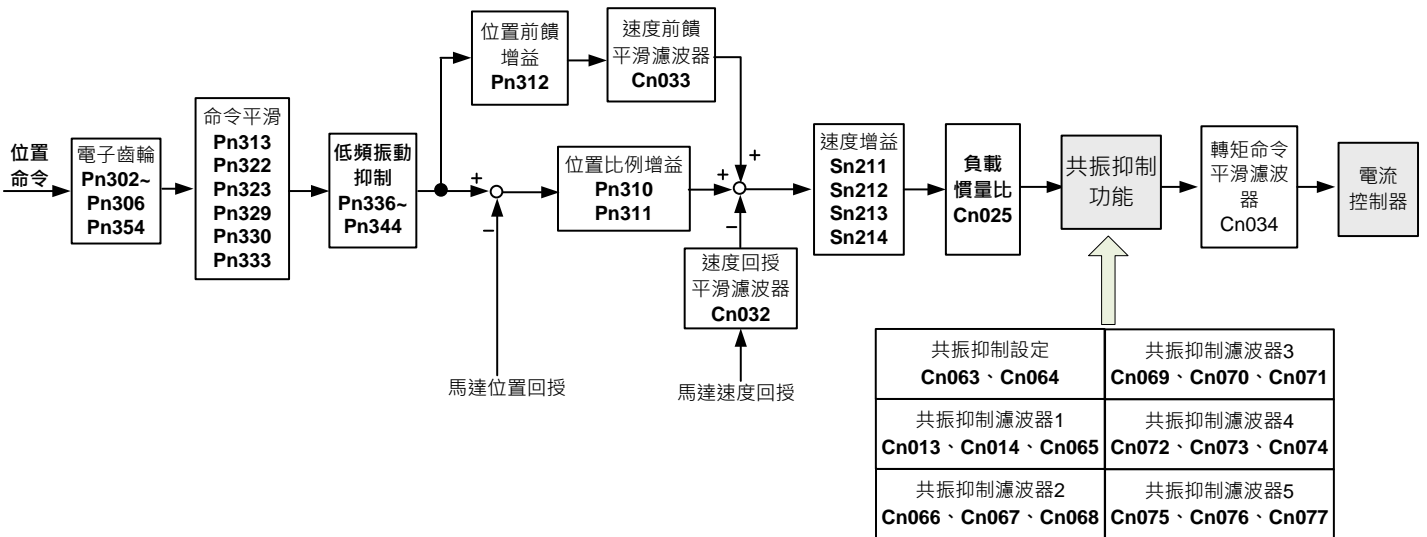 位置
命令
電子齒輪
Pn302~
Pn306
Pn354
命令平滑
Pn313
Pn322
Pn323
Pn329
Pn330
Pn333
低頻振動
抑制
Pn336~
Pn344
位置前饋
增益
Pn312
速度前饋
平滑濾波器
Cn033
+
−
位置比例增益
Pn310
Pn311
+
+
−
速度回授
平滑濾波器
Cn032
馬達位置回授
馬達速度回授
速度增益
Sn211
Sn212
Sn213
Sn214
負載
慣量比
Cn025
共振抑制
功能
轉矩命令
平滑濾波
器
Cn034
電流
控制器
共振抑制設定
Cn063、Cn064
共振抑制濾波器3
Cn069、Cn070、Cn071
共振抑制濾波器1
Cn013、Cn014、Cn065
共振抑制濾波器4
Cn072、Cn073、Cn074
共振抑制濾波器2
Cn066、Cn067、Cn068
共振抑制濾波器5
Cn075、Cn076、Cn077